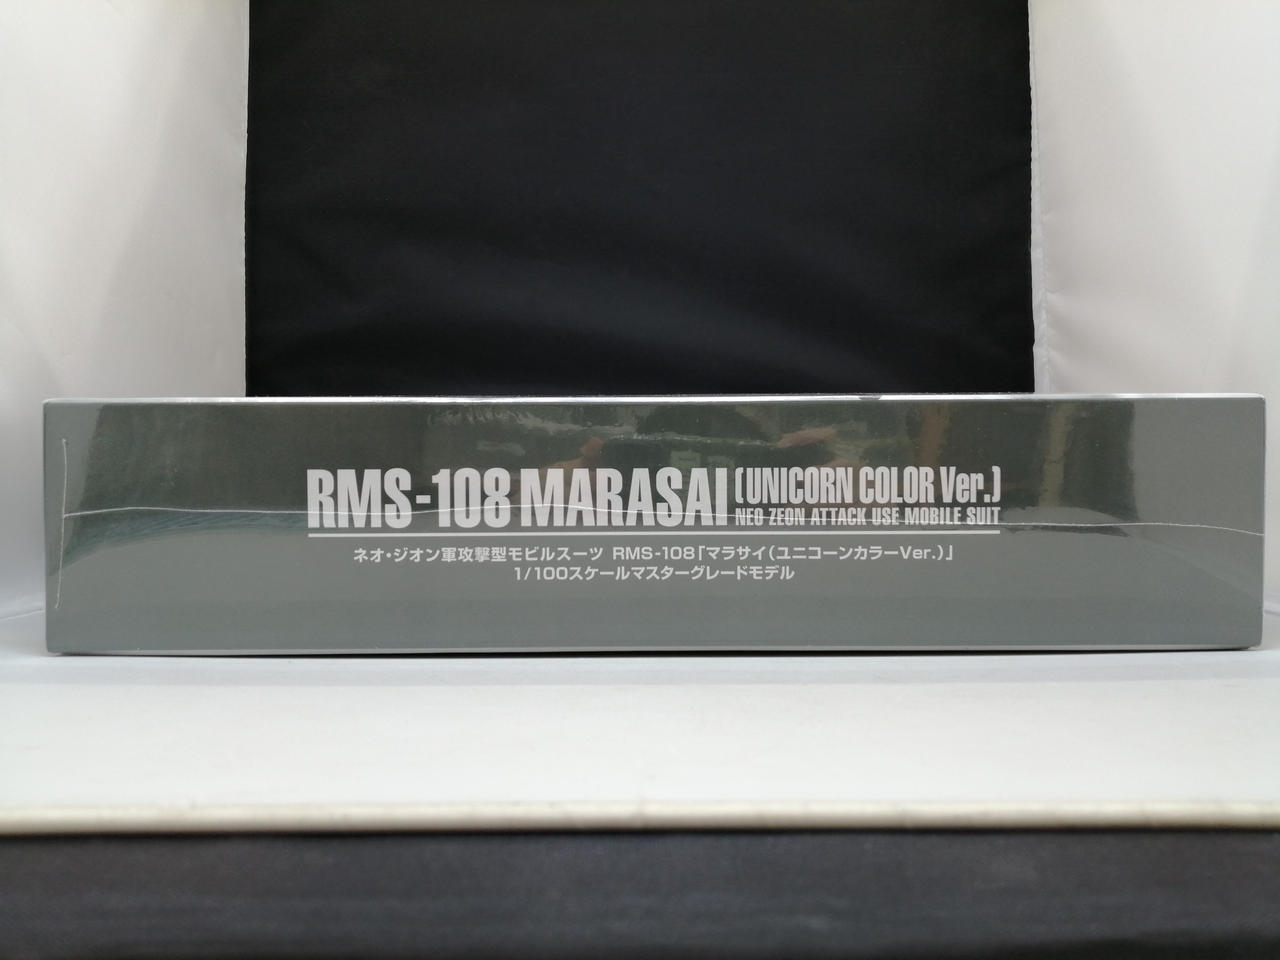 RMS-108 MARASAI (UNICORN COLOR Ver.)
NEO ZEON ATTACK USE MOBILE SUIT
ネオ・ジオン軍攻撃型モビルスーツ RMS-108「マラサイ（ユニコーンカラーVer.）」
1/100スケールマスターグレードモデル